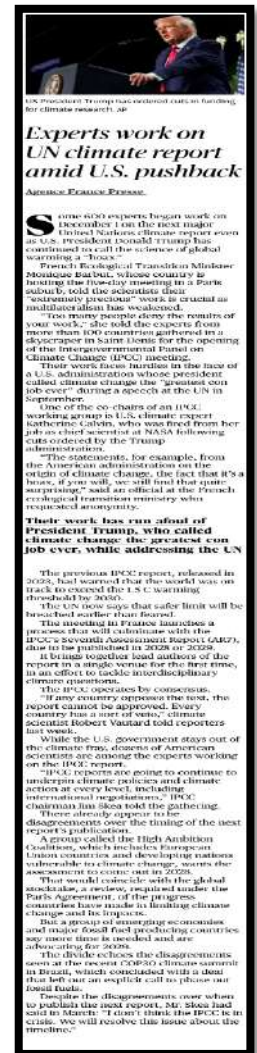 US President Trump has ordered cuts in funding
for climate research. AP
Experts work on
UN climate report
amid U.S. pushback
Agence France-Presse
Some 600 experts began work on
December 1 on the next major
United Nations climate report even
as U.S. President Donald Trump has
continued to call the science of global
warming a "hoax."
French Ecological Transition Minister
Monique Barbut, whose country is
hosting the five-day meeting in a Paris
suburb, told the scientists their
"extremely precious" work is crucial as
multilateralism has weakened.
"Too many people deny the results of
your work," she told the experts from
more than 100 countries gathered in a
skyscraper in Saint Denis for the opening
of the Intergovernmental Panel on
Climate Change (IPCC) meeting.
Their work faces hurdles in the face of
a U.S. administration whose president
called climate change the "greatest con
job ever" during a speech at the UN in
September.
One of the co-chairs of an IPCC
working group is U.S. climate expert
Katherine Calvin, who was fired from her
job as chief scientist at NASA following
cuts ordered by the Trump
administration.
"The statements, for example, from
the American administration on the
origin of climate change, the fact that it's a
hoax, if you will, we still find that quite
surprising," said an official at the French
ecological transition ministry who
requested anonymity.
Their work has run afoul of
President Trump, who called
climate change the greatest con
job ever, while addressing the UN
The previous IPCC report, released in
2023, had warned that the world was on
track to exceed the 1.5 C warming
threshold by 2030.
The UN now says that safer limit will be
breached earlier than feared.
The meeting in France launches a
process that will culminate with the
IPCC's Seventh Assessment Report (AR7),
due to be published in 2028 or 2029.
It brings together lead authors of the
report in a single venue for the first time,
in an effort to tackle interdisciplinary
climate questions.
The IPCC operates by consensus.
"If any country opposes the text, the
report cannot be approved. Every
country has a sort of veto," climate
scientist Robert Vautard told reporters
last week.
While the U.S. government stays out of
the climate fray, dozens of American
scientists are among the experts working
on the IPCC report.
"IPCC reports are going to continue to
underpin climate policies and climate
action at every level, including
international negotiations," IPCC
chairman Jim Skea told the gathering.
There already appear to be
disagreements over the timing of the next
report's publication.
A group called the High Ambition
Coalition, which includes European
Union countries and developing nations
vulnerable to climate change, wants the
assessment to come out in 2028.
That would coincide with the global
stocktake, a review, required under the
Paris Agreement, of the progress
countries have made in limiting climate
change and its impacts.
But a group of emerging economies
and major fossil fuel producing countries
say more time is needed and are
advocating for 2029.
The divide echoes the disagreements
seen at the recent COP30 climate summit
in Brazil, which concluded with a deal
that left out an explicit call to phase out
fossil fuels.
Despite the disagreements over when
to publish the next report, Mr. Skea had
said in March: "I don't think the IPCC is in
crisis. We will resolve this issue about the
timeline."